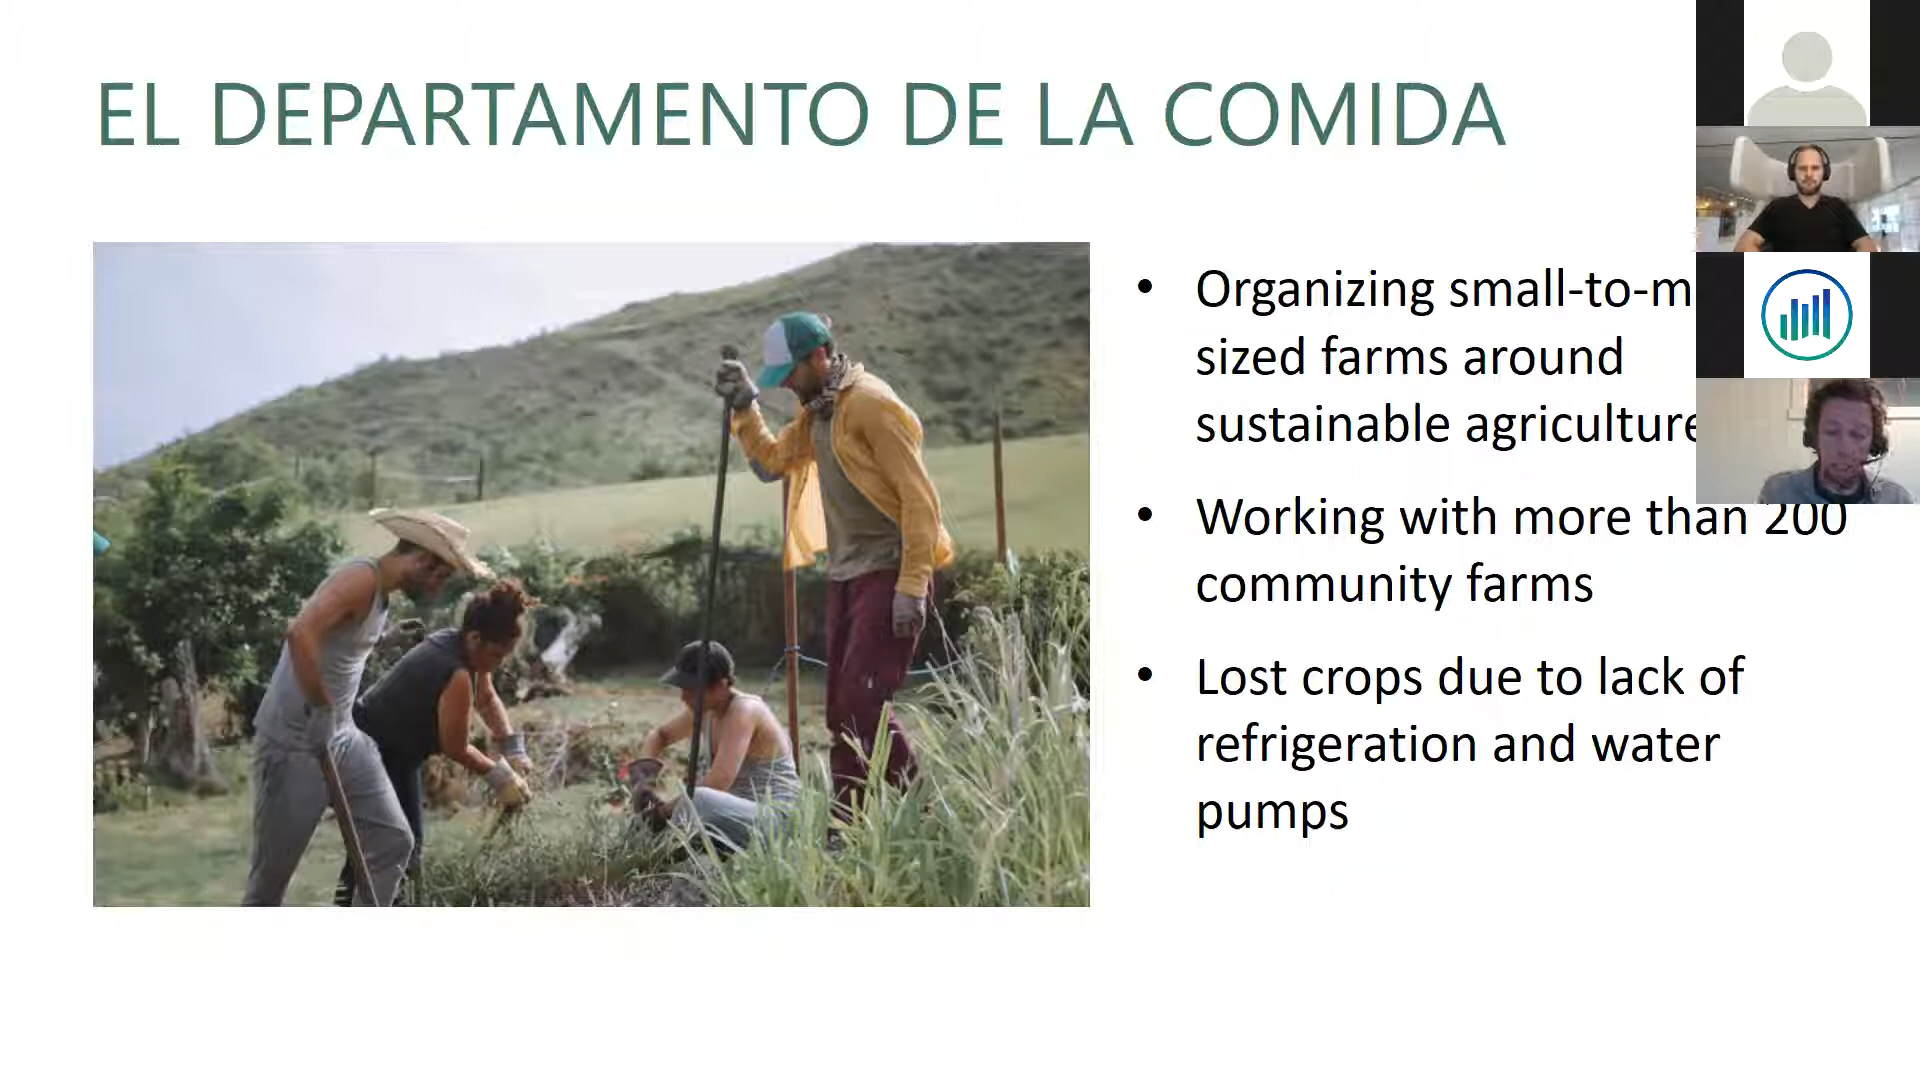 EL DEPARTAMENTO DE LA COMIDA
• Organizing small-to-m
sized farms around
sustainable agriculture
• Working with more than 200
community farms
• Lost crops due to lack of
refrigeration and water
pumps